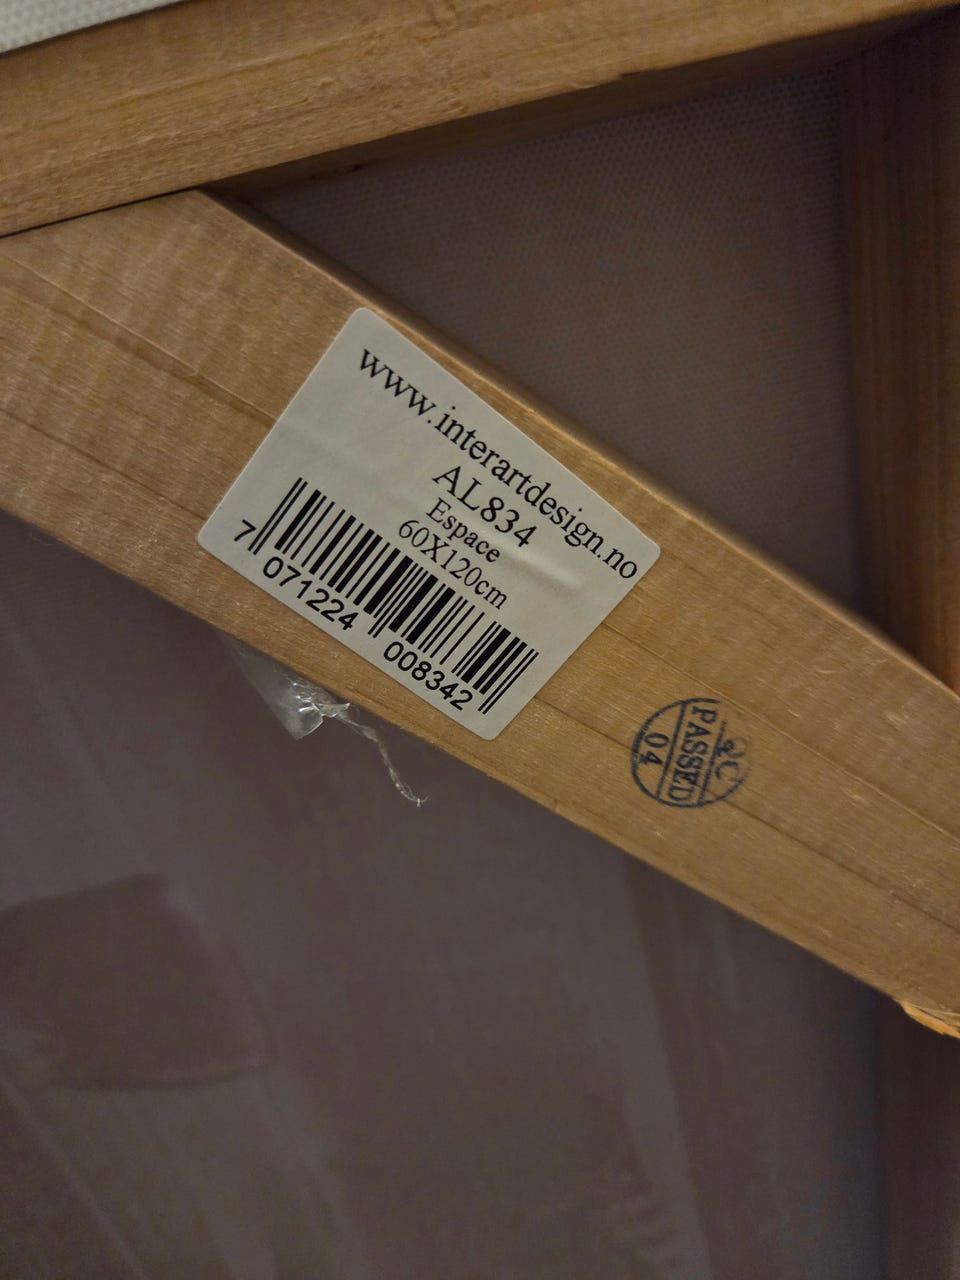 www.interartdesign.no
AL834
Espace
60X120cm
7 071224 008342
QC
PASSED
04